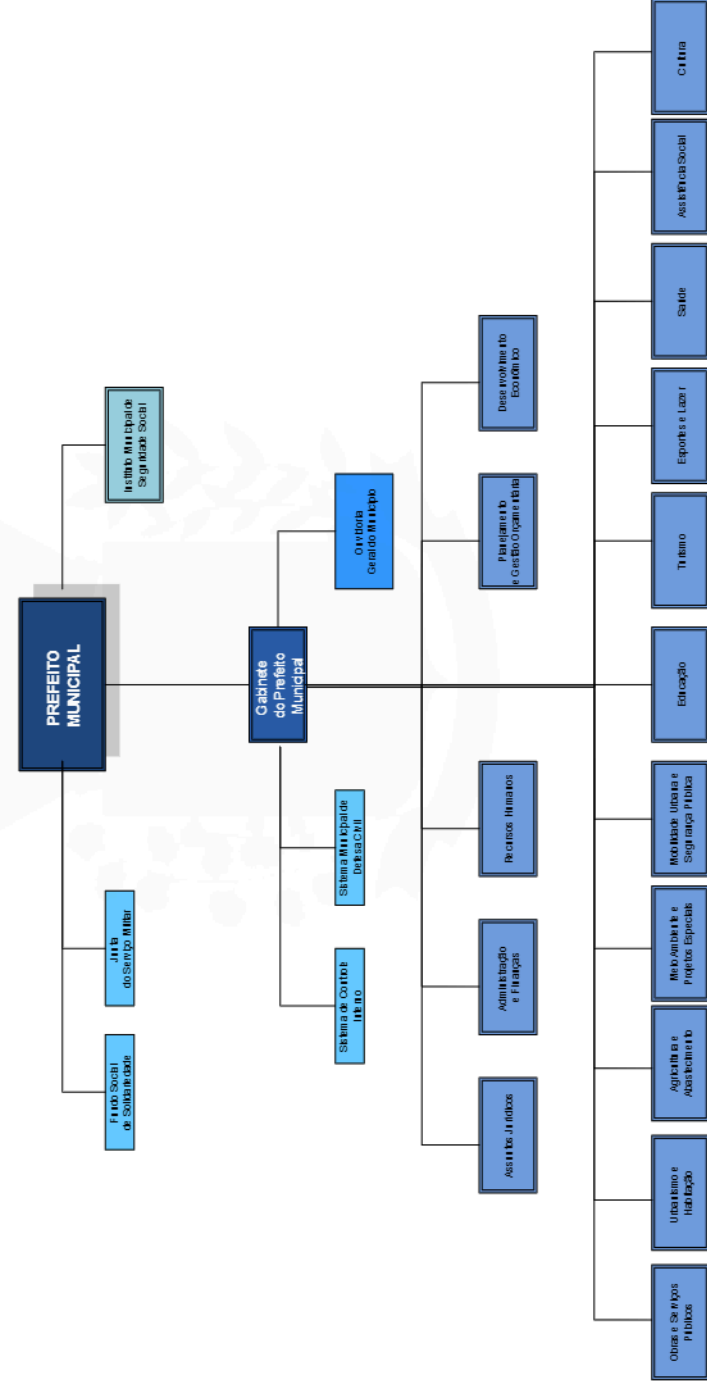 PREFEITO
MUNICIPAL
Fundo Social
de Solidariedade
Junta
do Serviço Militar
Instituto Municipal de
Seguridade Social
Gabinete
do Prefeito
Municipal
Sistema de Controle
Interno
Sistema Municipal de
Defesa Civil
Ouvidoria
Geral do Município
Assuntos Jurídicos
Administração
e Finanças
Recursos Humanos
Planejamento
e Gestão Orçamentaria
Desenvolvimento
Econômico
Obras e Serviços
Públicos
Urbanismo e
Habitação
Agricultura e
Abastecimento
Meio Ambiente e
Projetos Especiais
Mobilidade Urbana e
Segurança Pública
Educação
Turismo
Esportes e Lazer
Saúde
Assistência Social
Cultura